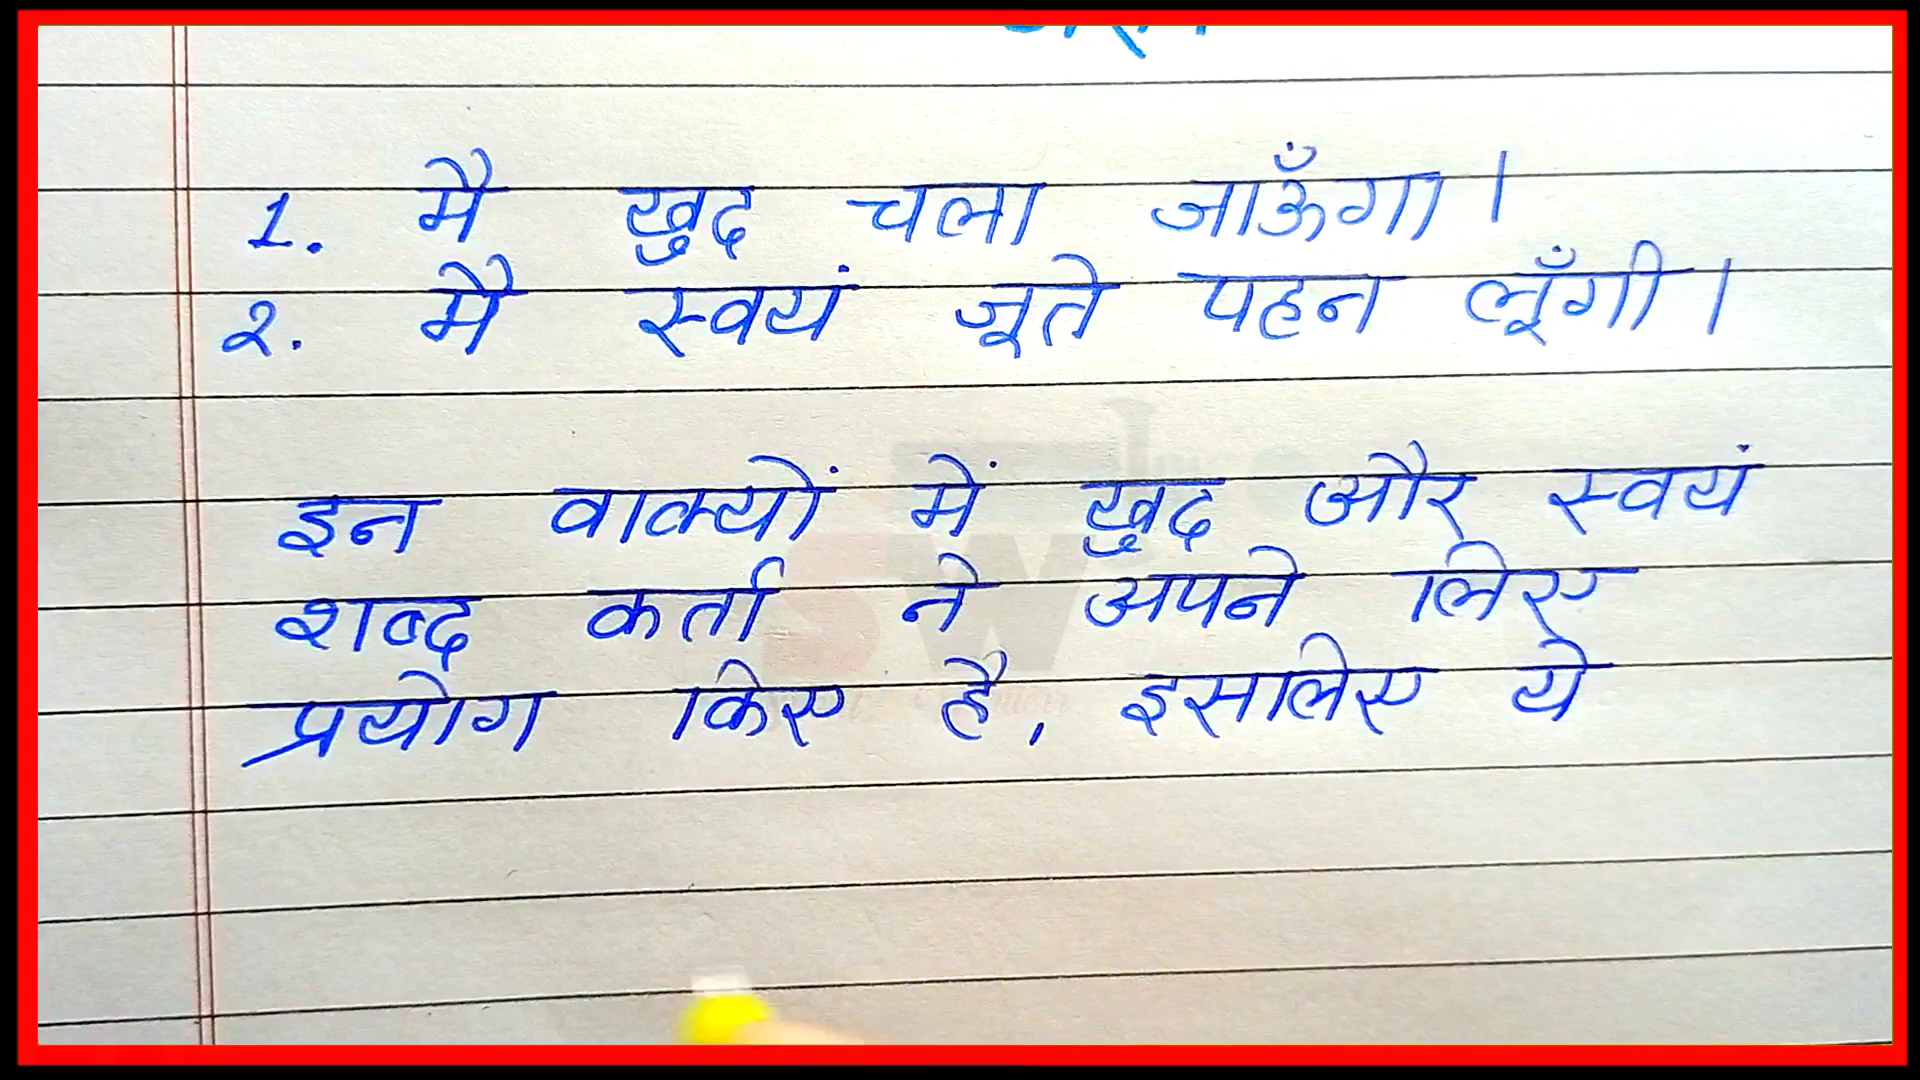 1. मै खुद चला जाऊँगा।
2. मै स्वयं जूते पहन लूँगी।
इन वाक्यों में खुद और स्वयं
शब्द कर्ता ने अपने लिए
प्रयोग किए है, इसलिए ये